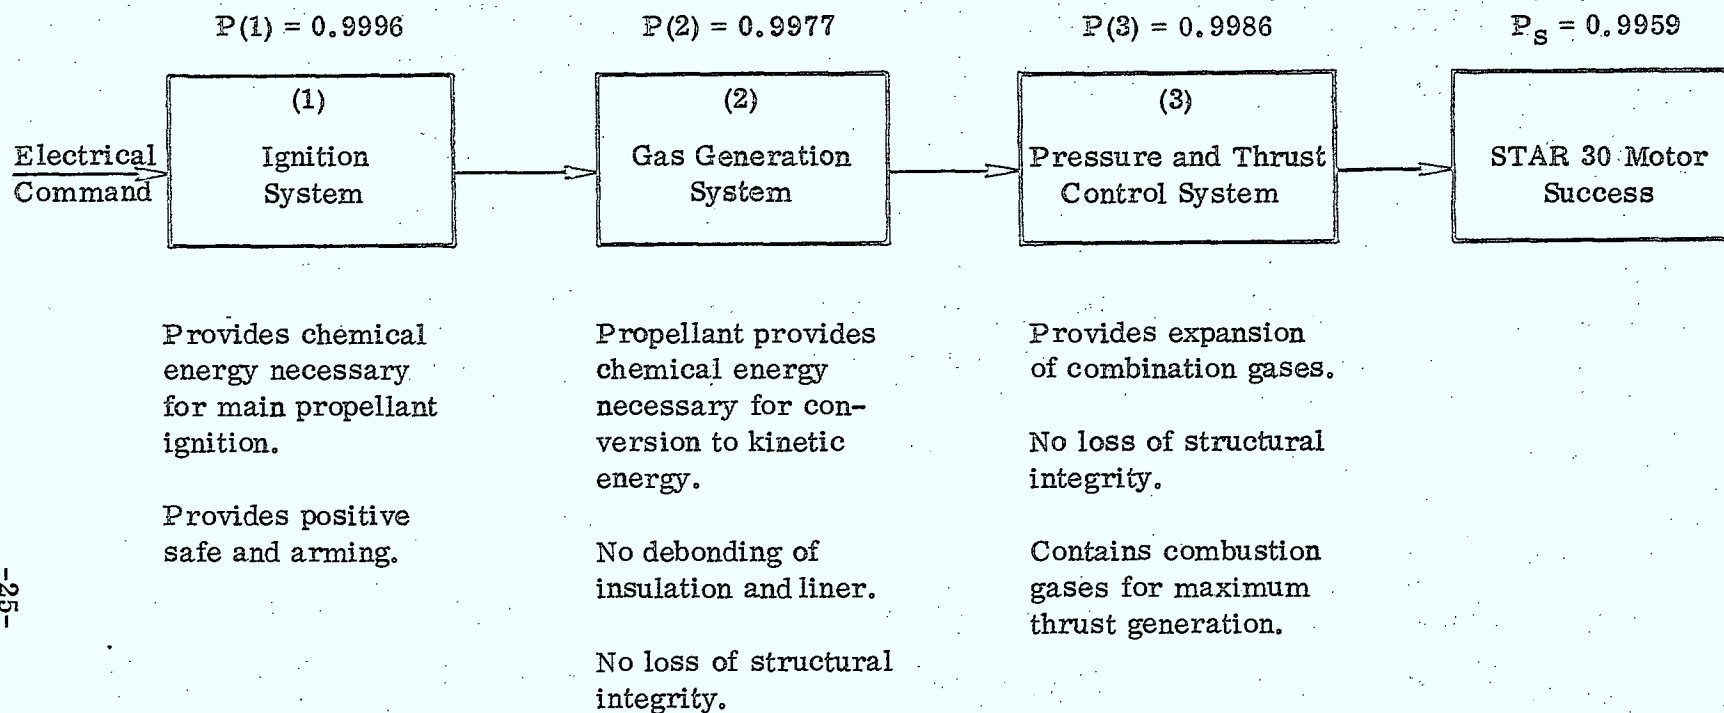 P(1) = 0.9996
P(2) = 0.9977
P(3) = 0.9986
P_S = 0.9959
Electrical
Command
(1)
Ignition
System
(2)
Gas Generation
System
(3)
Pressure and Thrust
Control System
STAR 30 Motor
Success
Provides chemical
energy necessary
for main propellant
ignition.
Provides positive
safe and arming.
Propellant provides
chemical energy
necessary for con-
version to kinetic
energy.
No debonding of
insulation and liner.
No loss of structural
integrity.
Provides expansion
of combination gases.
No loss of structural
integrity.
Contains combustion
gases for maximum
thrust generation.
-25-